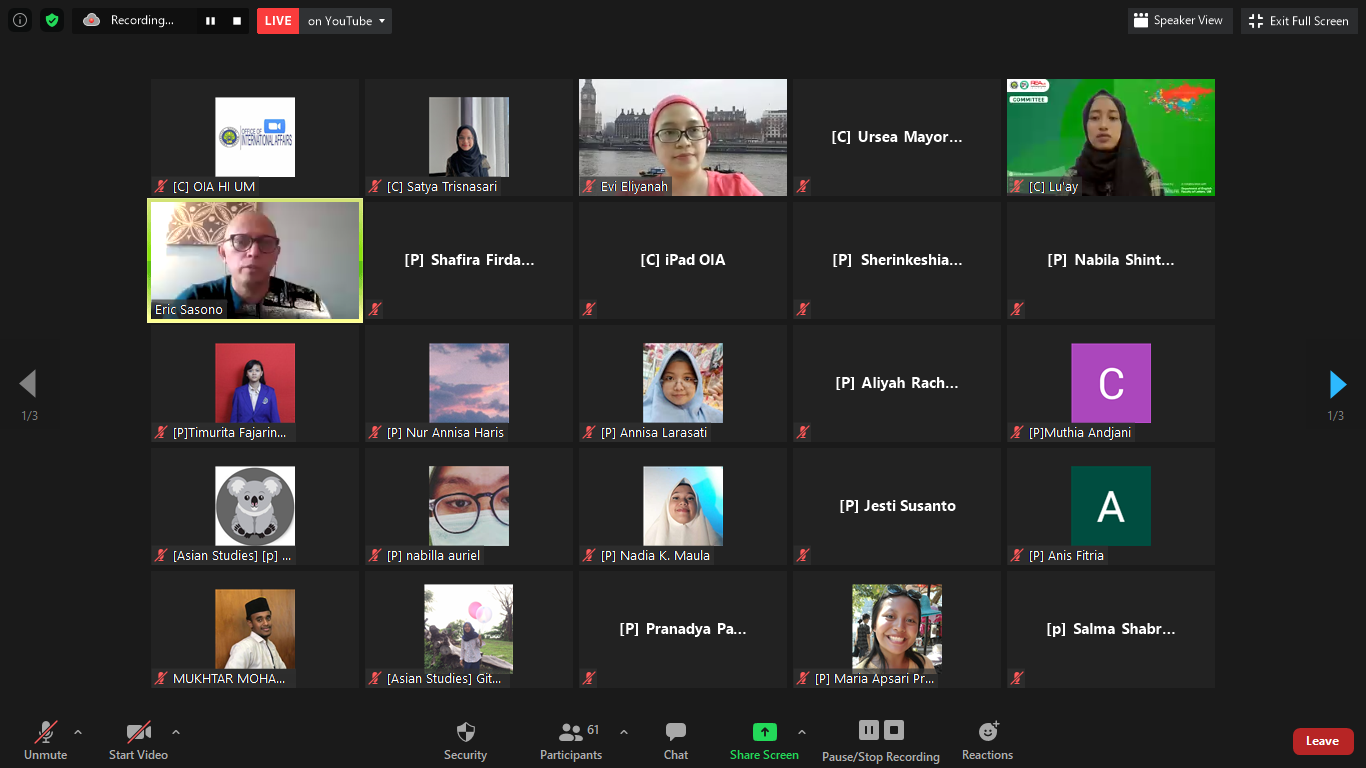 Recording...
LIVE on YouTube
Speaker View
Exit Full Screen
OFFICE OF
INTERNATIONAL AFFAIRS
[C] OIA HI UM
[C] Satya Trisnasari
Evi Eliyanah
[C] Ursea Mayor...
COMMITTEE
[C] Lu'ay
Eric Sasono
[P] Shafira Firda...
[C] iPad OIA
[P] Sherinkeshia...
[P] Nabila Shint...
[P]Timurita Fajarin...
[P] Nur Annisa Haris
[P] Annisa Larasati
[P] Aliyah Rach...
C
[P]Muthia Andjani
[Asian Studies] [p] ...
[P] nabilla auriel
[P] Nadia K. Maula
[P] Jesti Susanto
A
[P] Anis Fitria
MUKHTAR MOHA...
[Asian Studies] Git...
[P] Pranadya Pa...
[P] Maria Apsari Pr...
[p] Salma Shabr...
1/3
1/3
Unmute
Start Video
Security
Participants 61
Chat
Share Screen
Pause/Stop Recording
Reactions
Leave